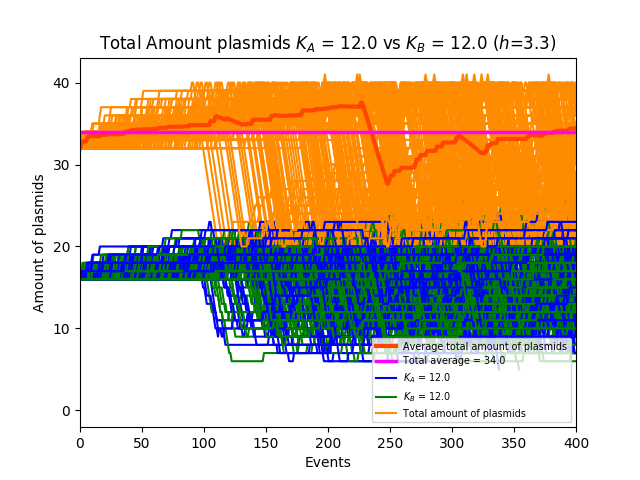 Total Amount plasmids K_A = 12.0 vs K_B = 12.0 (h=3.3)
Amount of plasmids
40
30
20
10
0
Average total amount of plasmids
Total average = 34.0
K_A = 12.0
K_B = 12.0
Total amount of plasmids
0 50 100 150 200 250 300 350 400
Events